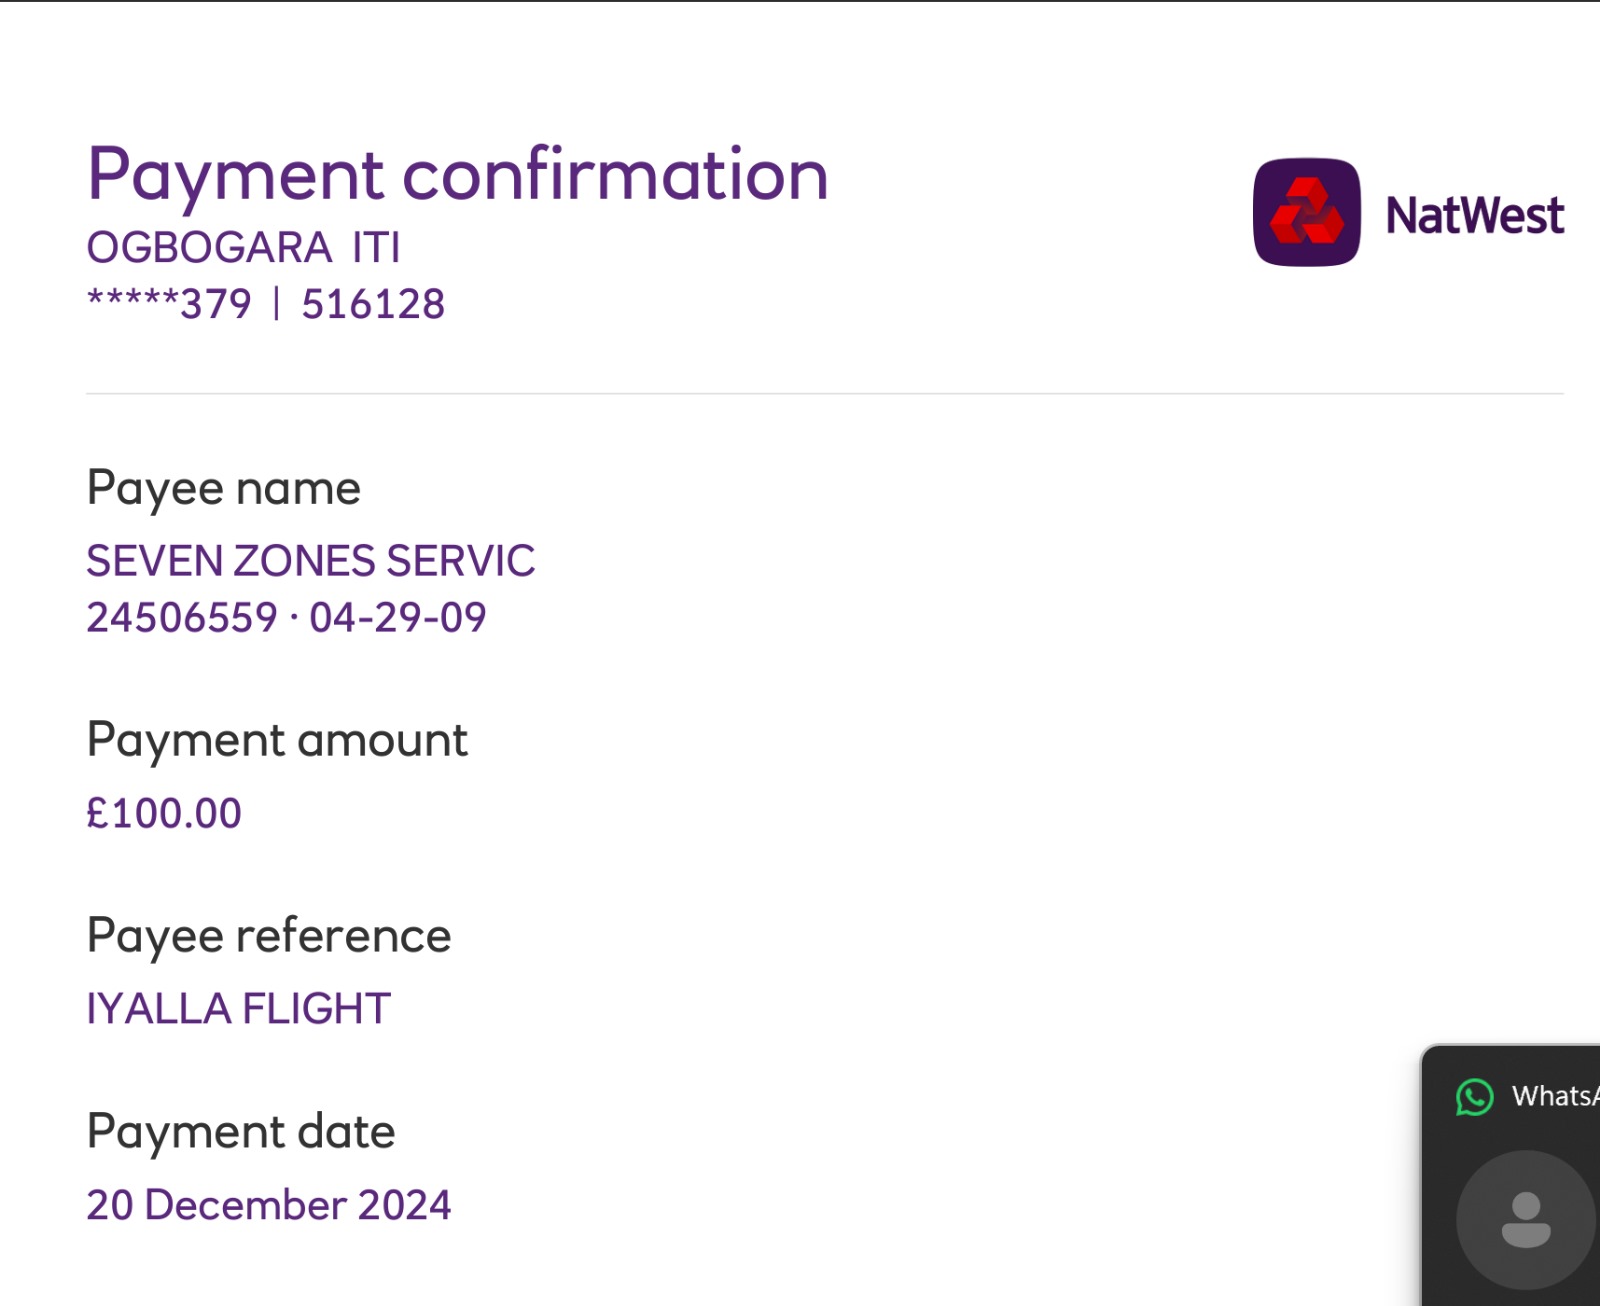 Payment confirmation
NatWest
OGBOGARA ITI
*****379 | 516128
Payee name
SEVEN ZONES SERVIC
24506559 · 04-29-09
Payment amount
£100.00
Payee reference
IYALLA FLIGHT
Payment date
20 December 2024